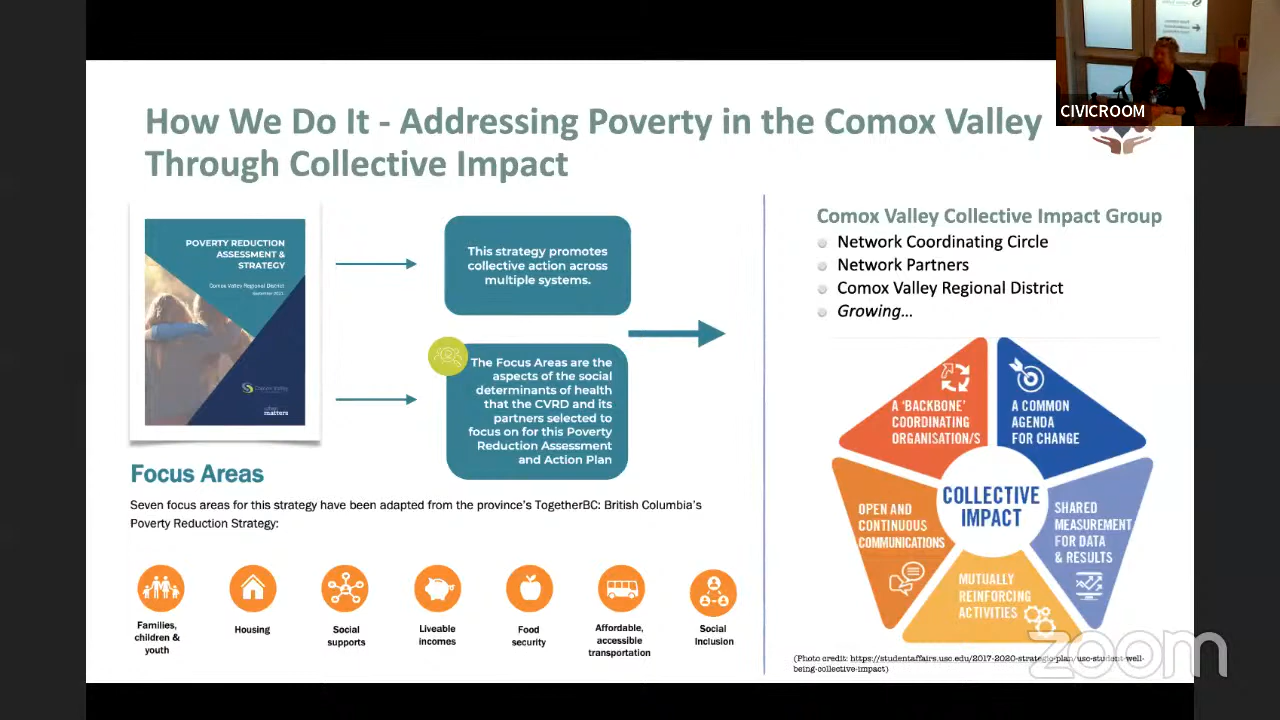 How We Do It - Addressing Poverty in the Comox Valley
Through Collective Impact
CIVICROOM
POVERTY REDUCTION
ASSESSMENT &
STRATEGY
Comox Valley Regional District
Comox Valley
urban
matters
This strategy promotes
collective action across
multiple systems.
The Focus Areas are the
aspects of the social
determinants of health
that the CVRD and its
partners selected to
focus on for this Poverty
Reduction Assessment
and Action Plan
Focus Areas
Seven focus areas for this strategy have been adapted from the province's TogetherBC: British Columbia's
Poverty Reduction Strategy:
Families,
children &
youth
Housing
Social
supports
Liveable
incomes
Food
security
Affordable,
accessible
transportation
Social
Inclusion
Comox Valley Collective Impact Group
Network Coordinating Circle
Network Partners
Comox Valley Regional District
Growing...
A 'BACKBONE'
COORDINATING
ORGANISATION/S
A COMMON
AGENDA
FOR CHANGE
OPEN AND
CONTINUOUS
COMMUNICATIONS
COLLECTIVE
IMPACT
SHARED
MEASUREMENT
FOR DATA
& RESULTS
MUTUALLY
REINFORCING
ACTIVITIES
(Photo credit: https://studentaffairs.usc.edu/2017-2020-strategic-plan/usc-student-well-
being-collective-impact)
zoom